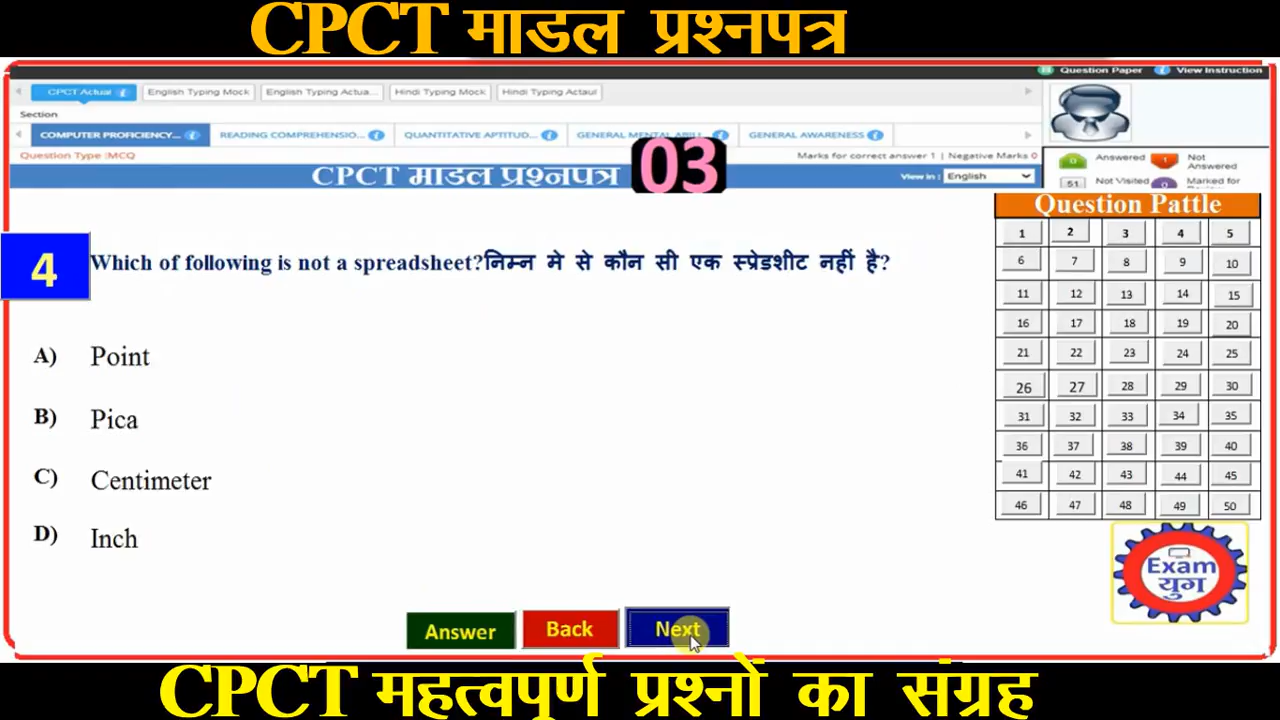 CPCT माडल प्रश्नपत्र
Question Paper View Instruction
CPCT Actual English Typing Mock English Typing Actua... Hindi Typing Mock Hindi Typing Actaul
Section
COMPUTER PROFICIENCY... READING COMPREHENSIO... QUANTITATIVE APTITUD... GENERAL MENTAL ABILI... GENERAL AWARENESS
Question Type :MCQ Marks for correct answer 1 | Negative Marks 0
CPCT माडल प्रश्नपत्र 03 View in : English
0 Answered 1 Not Answered
51 Not Visited 0 Marked for
Question Pattle
1 2 3 4 5
6 7 8 9 10
11 12 13 14 15
16 17 18 19 20
21 22 23 24 25
26 27 28 29 30
31 32 33 34 35
36 37 38 39 40
41 42 43 44 45
46 47 48 49 50
4 Which of following is not a spreadsheet?निम्न मे से कौन सी एक स्प्रेडशीट नहीं है?
A) Point
B) Pica
C) Centimeter
D) Inch
Exam
युग
Answer Back Next
CPCT महत्वपूर्ण प्रश्नों का संग्रह